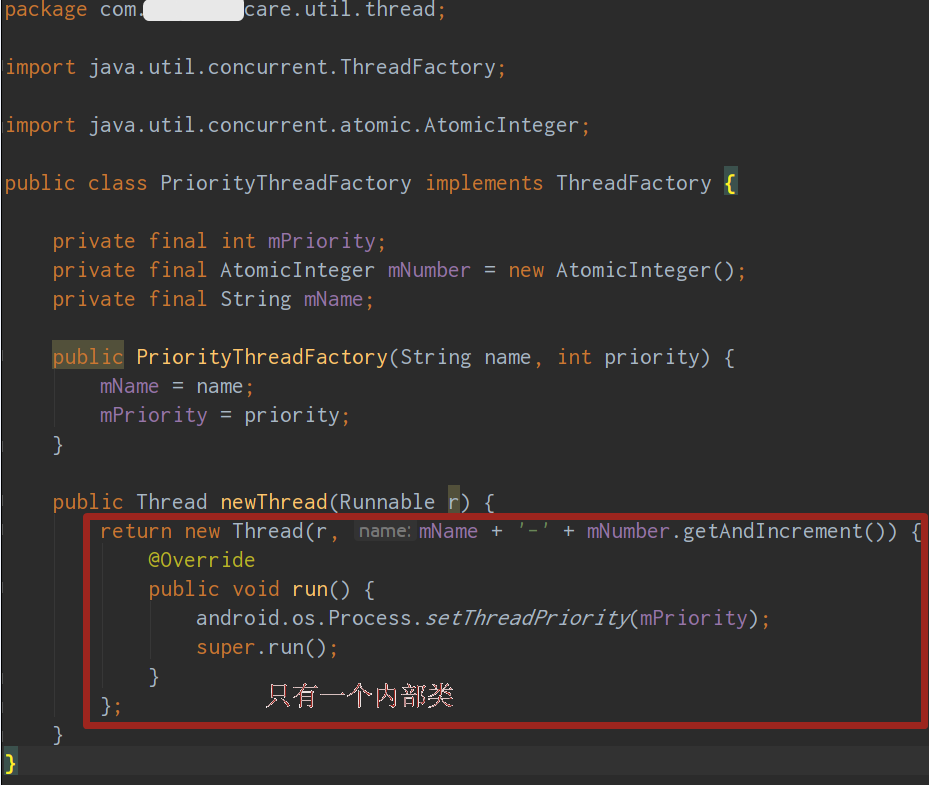 package com.care.util.thread;
import java.util.concurrent.ThreadFactory;
import java.util.concurrent.atomic.AtomicInteger;
public class PriorityThreadFactory implements ThreadFactory {
private final int mPriority;
private final AtomicInteger mNumber = new AtomicInteger();
private final String mName;
public PriorityThreadFactory(String name, int priority) {
mName = name;
mPriority = priority;
}
public Thread newThread(Runnable r) {
return new Thread(r, name: mName + '-' + mNumber.getAndIncrement()) {
@Override
public void run() {
android.os.Process.setThreadPriority(mPriority);
super.run();
}
只有一个内部类
};
}
}